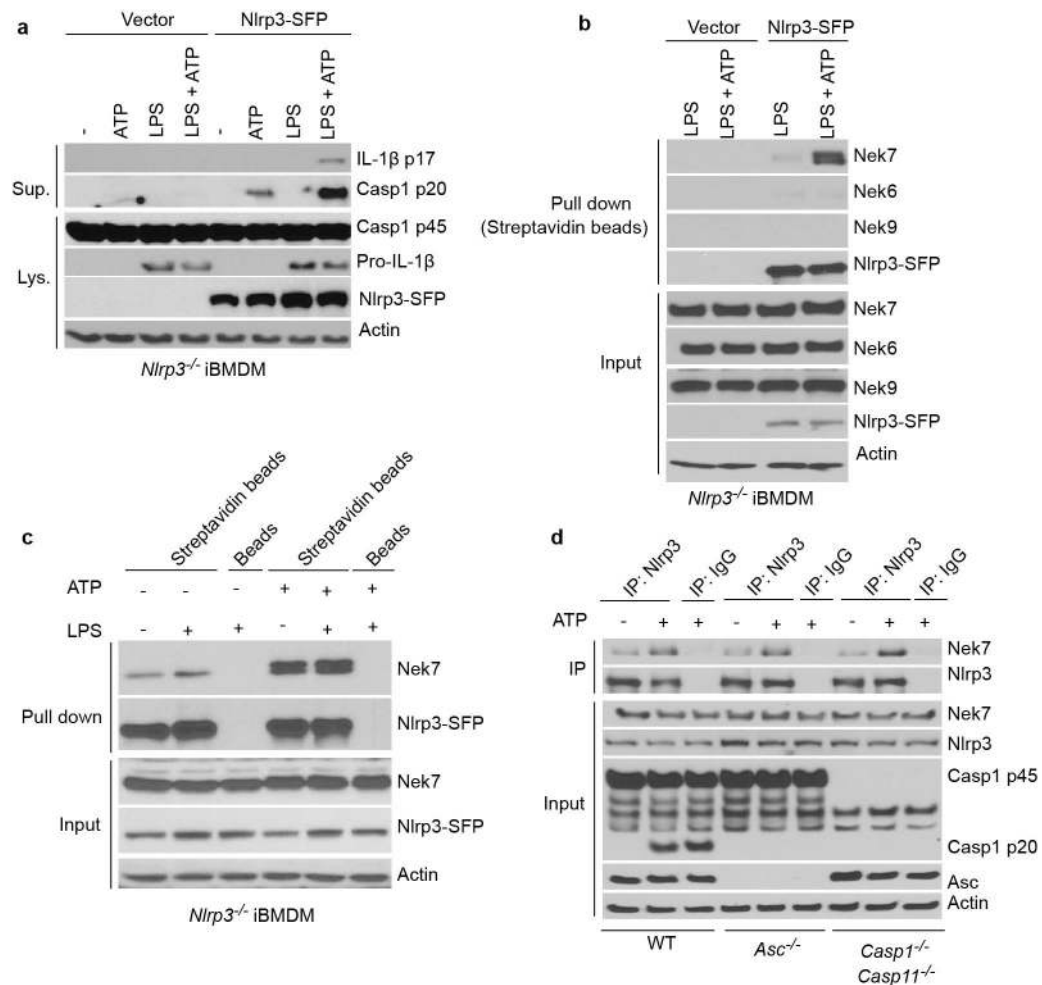 a
Vector Nlrp3-SFP
- ATP LPS LPS + ATP - ATP LPS LPS + ATP
Sup.
IL-1β p17
Casp1 p20
Lys.
Casp1 p45
Pro-IL-1β
Nlrp3-SFP
Actin
Nlrp3-/- iBMDM
b
Vector Nlrp3-SFP
LPS LPS + ATP LPS LPS + ATP
Pull down
(Streptavidin beads)
Nek7
Nek6
Nek9
Nlrp3-SFP
Input
Nek7
Nek6
Nek9
Nlrp3-SFP
Actin
Nlrp3-/- iBMDM
c
Streptavidin beads Beads Streptavidin beads Beads
ATP - - - + + +
LPS - + + - + +
Pull down
Nek7
Nlrp3-SFP
Input
Nek7
Nlrp3-SFP
Actin
Nlrp3-/- iBMDM
d
IP: Nlrp3 IP: IgG IP: Nlrp3 IP: IgG IP: Nlrp3 IP: IgG
ATP - + + - + + - + +
IP
Nek7
Nlrp3
Input
Nek7
Nlrp3
Casp1 p45
Casp1 p20
Asc
Actin
WT Asc-/- Casp1-/-
Casp11-/-